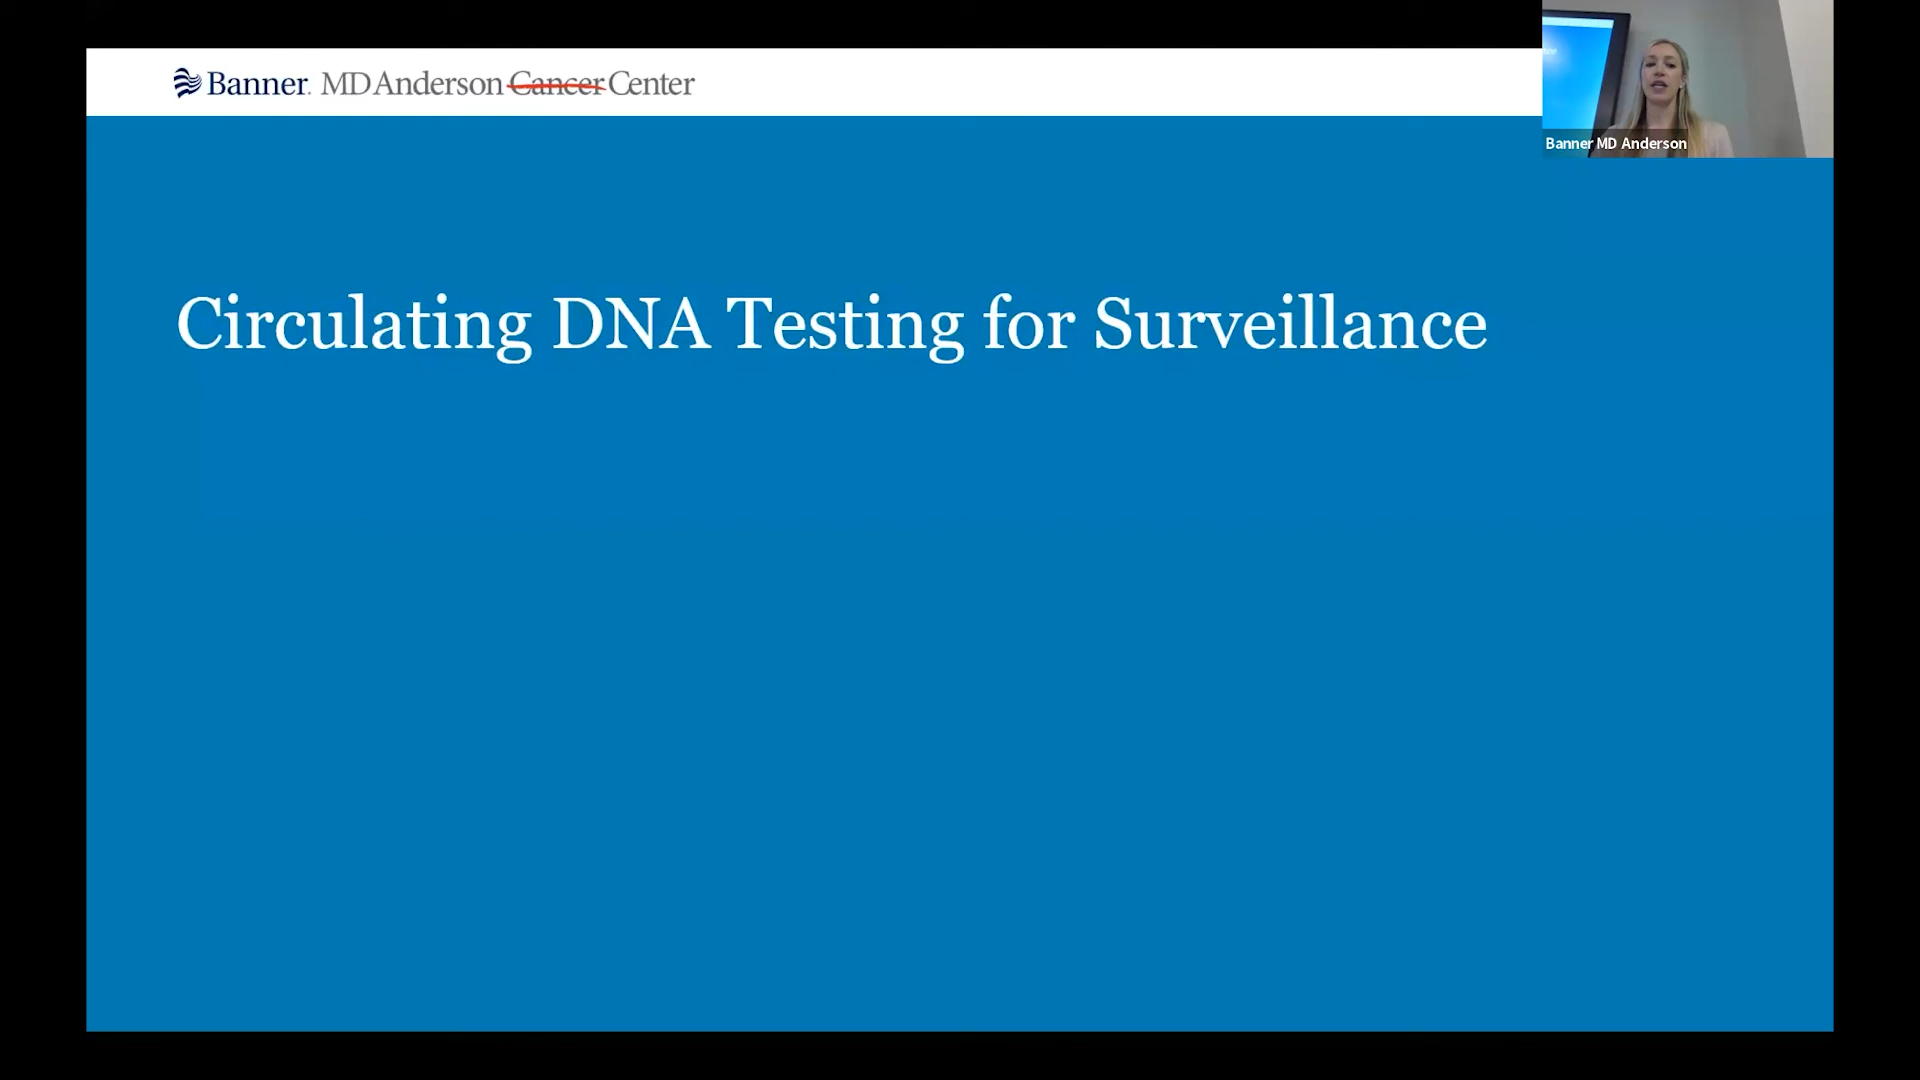 Banner MD Anderson Cancer Center
Banner MD Anderson
Circulating DNA Testing for Surveillance